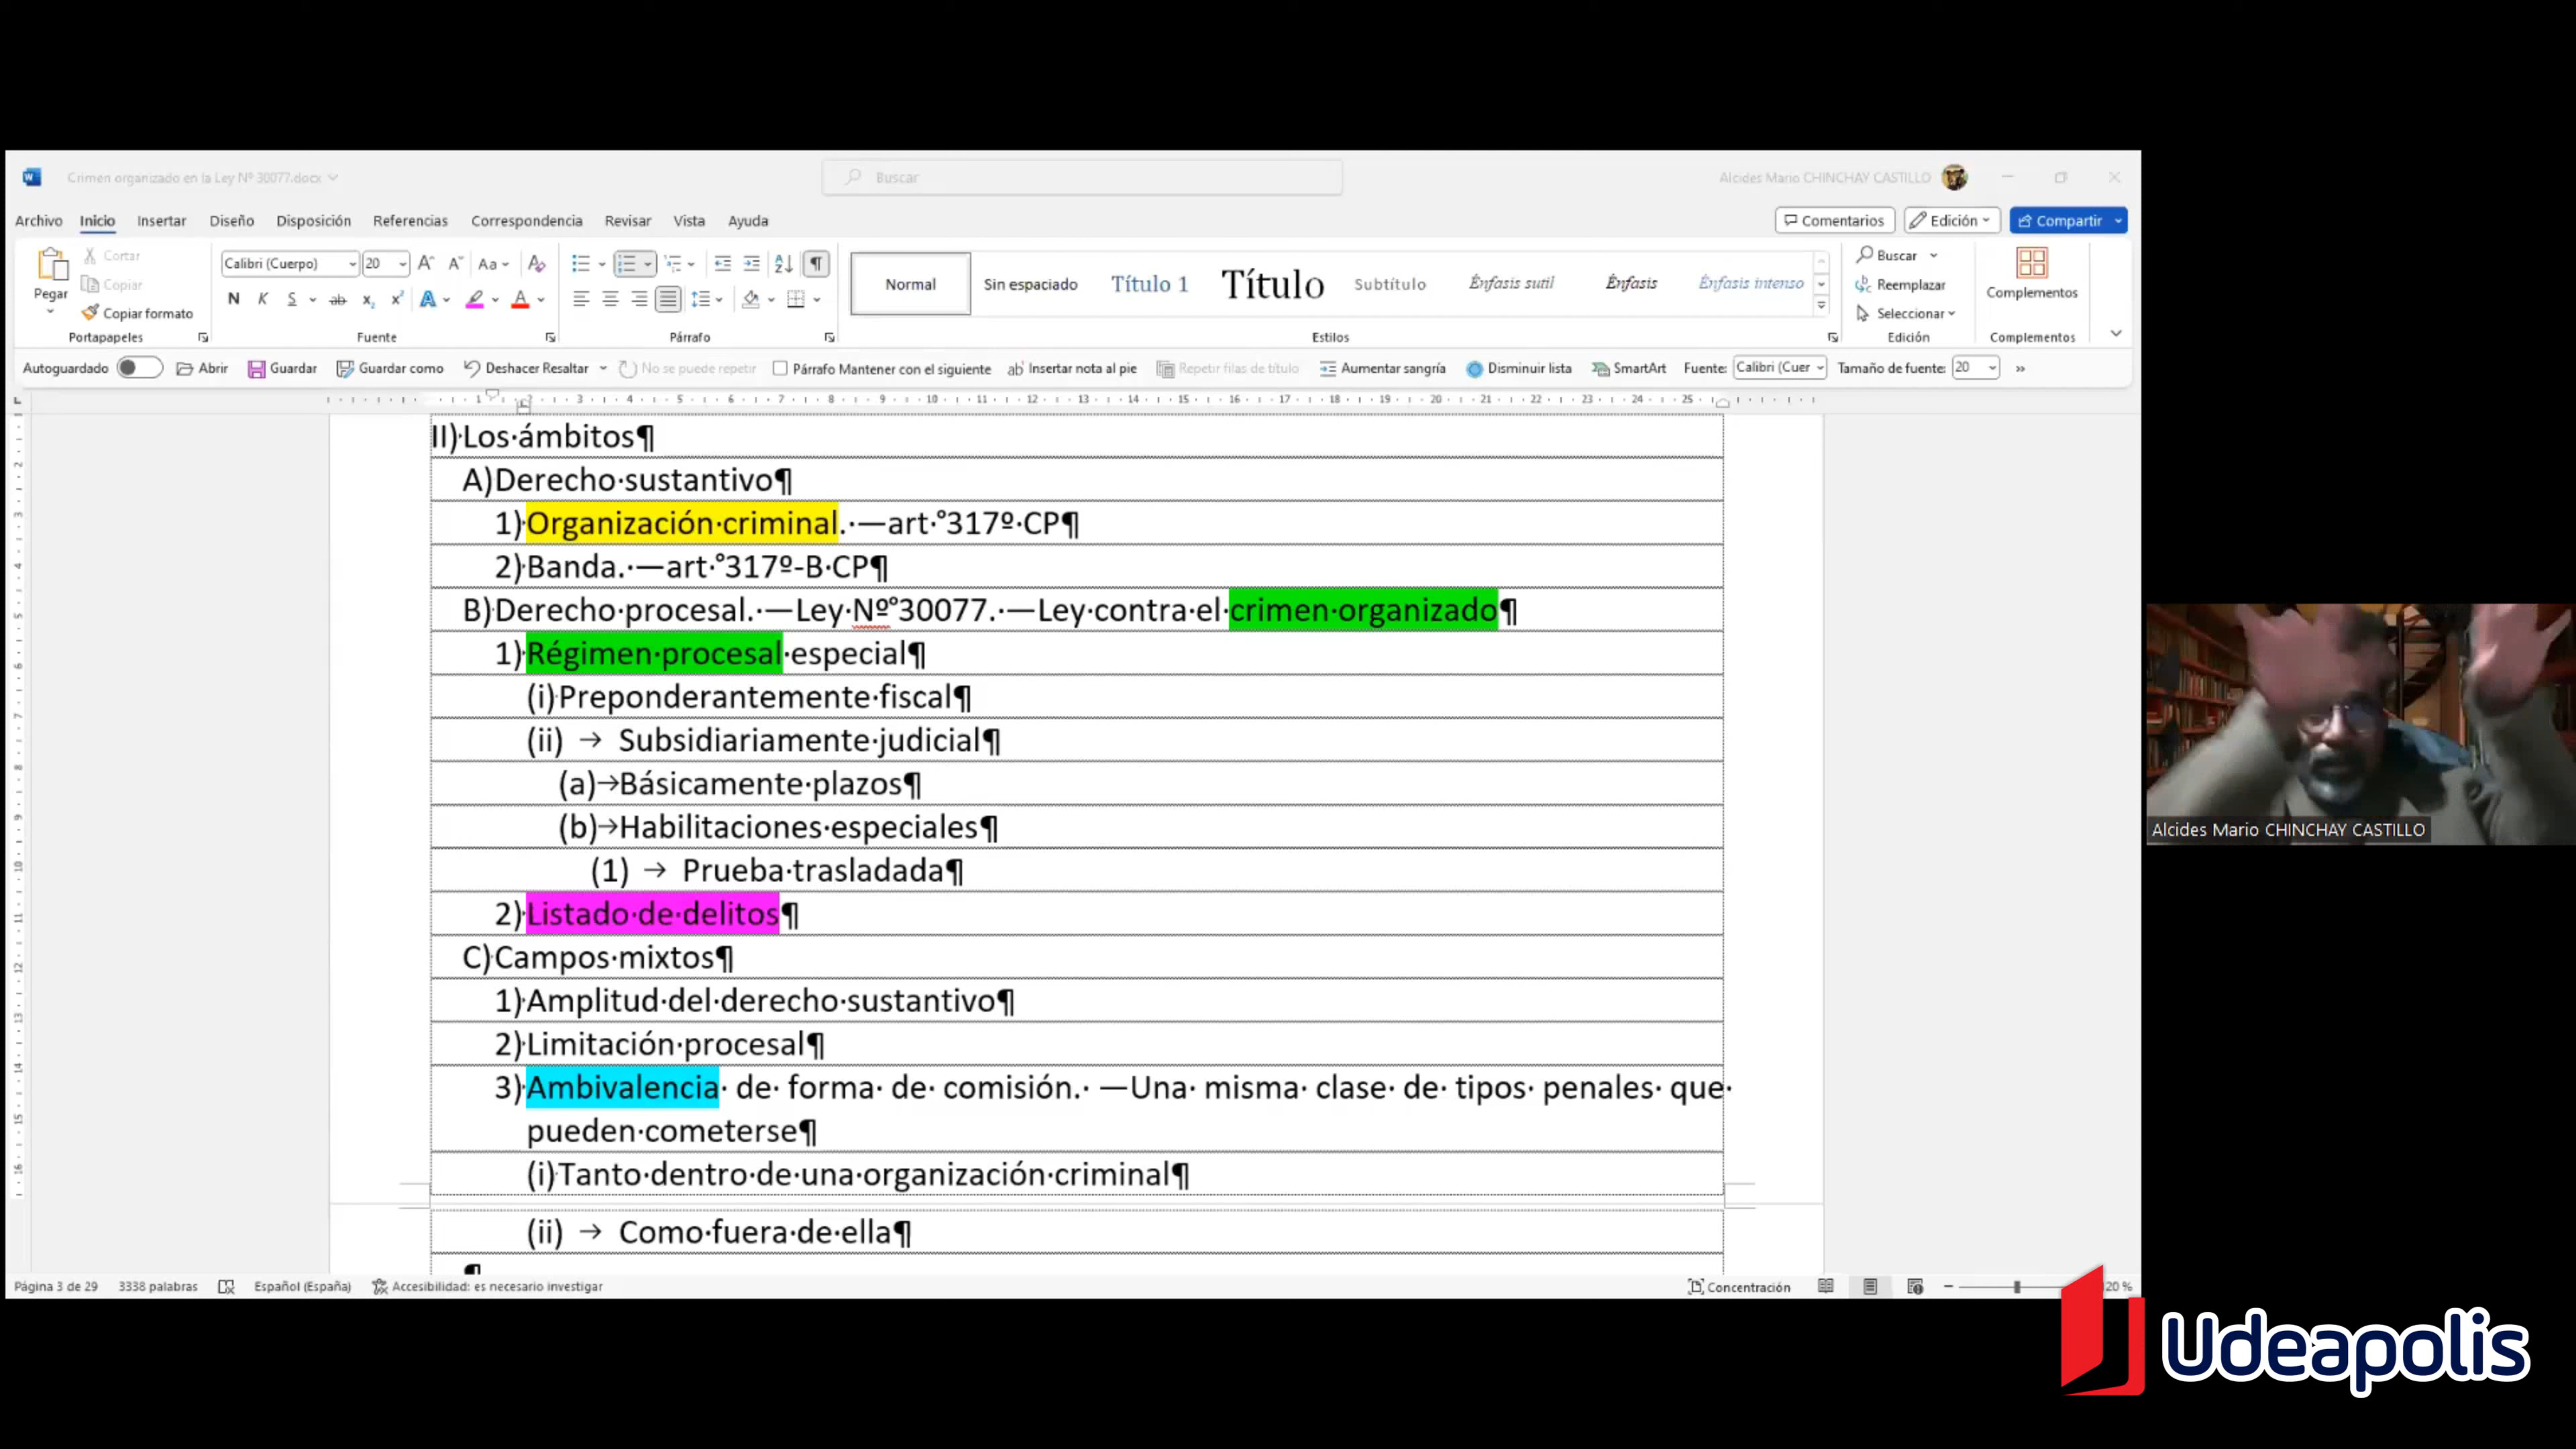 Crimen organizado en la Ley Nº 30077.docx
Buscar
Alcides Mario CHINCHAY CASTILLO
Archivo Inicio Insertar Diseño Disposición Referencias Correspondencia Revisar Vista Ayuda
Comentarios Edición Compartir
Pegar
Cortar
Copiar
Copiar formato
Portapapeles
Calibri (Cuerpo) 20
N K S ab x₂ x² A A
Fuente
Párrafo
Normal Sin espaciado Título 1 Título Subtítulo Énfasis sutil Énfasis Énfasis intenso
Estilos
Buscar
Reemplazar
Seleccionar
Edición
Complementos
Complementos
Autoguardado Abrir Guardar Guardar como Deshacer Resaltar No se puede repetir Párrafo Mantener con el siguiente Insertar nota al pie Repetir filas de título Aumentar sangría Disminuir lista SmartArt Fuente: Calibri (Cuer Tamaño de fuente: 20 »
II) Los·ámbitos¶
A) Derecho·sustantivo¶
1) Organización·criminal.·—art·°317º·CP¶
2) Banda.·—art·°317º-B·CP¶
B) Derecho·procesal.·—Ley·Nº°30077.·—Ley·contra·el·crimen·organizado¶
1) Régimen·procesal·especial¶
(i) Preponderantemente·fiscal¶
(ii) → Subsidiariamente·judicial¶
(a)→Básicamente·plazos¶
(b)→Habilitaciones·especiales¶
(1) → Prueba·trasladada¶
2) Listado·de·delitos¶
C) Campos·mixtos¶
1) Amplitud·del·derecho·sustantivo¶
2) Limitación·procesal¶
3) Ambivalencia· de· forma· de· comisión.· —Una· misma· clase· de· tipos· penales· que·
pueden·cometerse¶
(i) Tanto·dentro·de·una·organización·criminal¶
(ii) → Como·fuera·de·ella¶
¶
Página 3 de 29 3338 palabras Español (España) Accesibilidad: es necesario investigar
Concentración 20 %
Alcides Mario CHINCHAY CASTILLO
Udeapolis